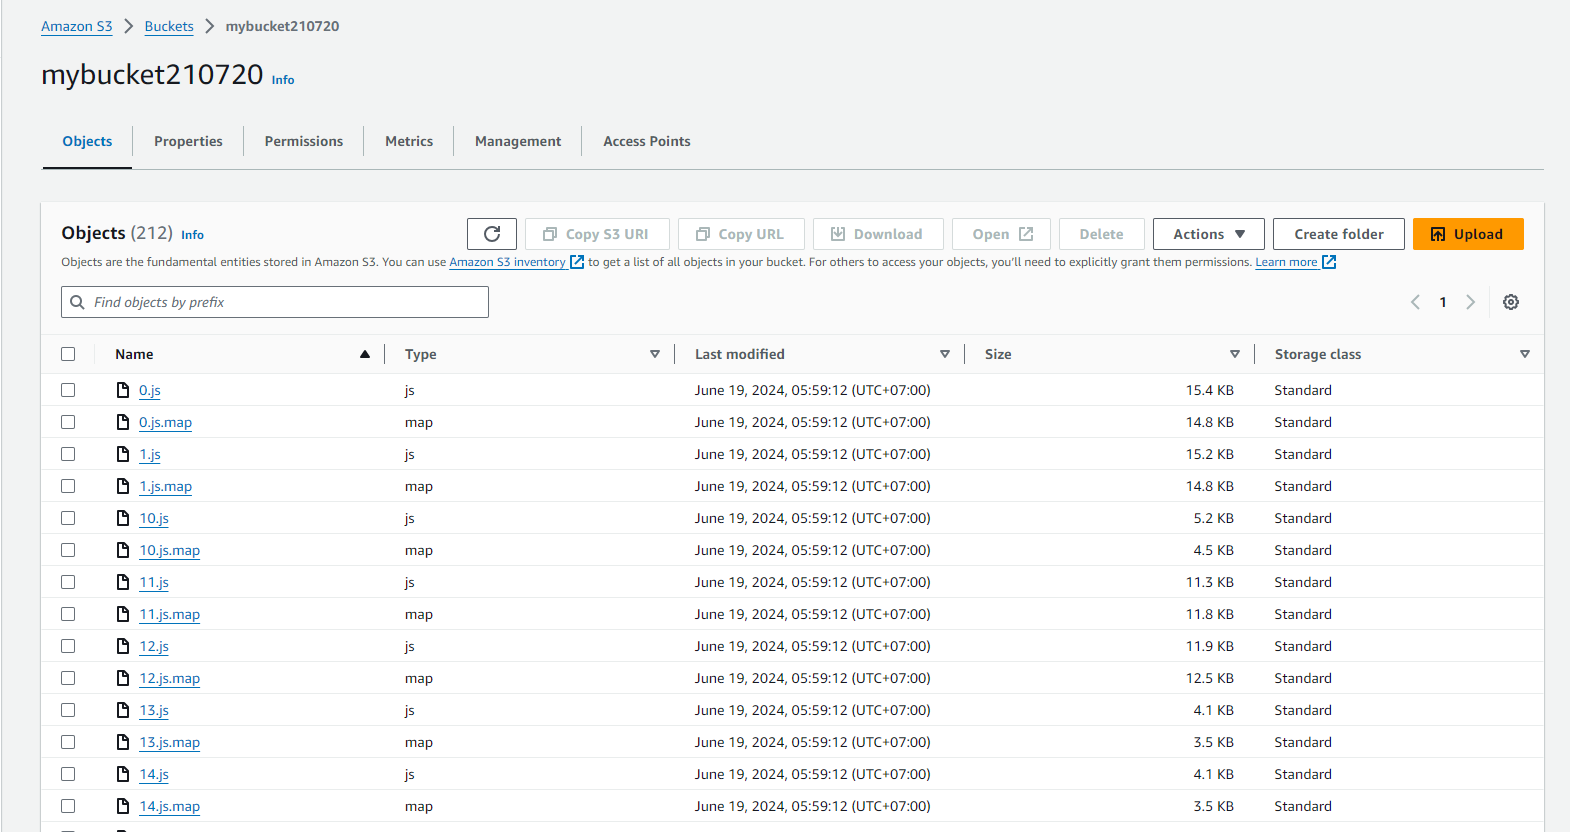 Amazon S3 > Buckets > mybucket210720
mybucket210720 Info
Objects Properties Permissions Metrics Management Access Points
Objects (212) Info Copy S3 URI Copy URL Download Open Delete Actions Create folder Upload
Objects are the fundamental entities stored in Amazon S3. You can use Amazon S3 inventory to get a list of all objects in your bucket. For others to access your objects, you'll need to explicitly grant them permissions. Learn more
Find objects by prefix 1
Name Type Last modified Size Storage class
0.js js June 19, 2024, 05:59:12 (UTC+07:00) 15.4 KB Standard
0.js.map map June 19, 2024, 05:59:12 (UTC+07:00) 14.8 KB Standard
1.js js June 19, 2024, 05:59:12 (UTC+07:00) 15.2 KB Standard
1.js.map map June 19, 2024, 05:59:12 (UTC+07:00) 14.8 KB Standard
10.js js June 19, 2024, 05:59:12 (UTC+07:00) 5.2 KB Standard
10.js.map map June 19, 2024, 05:59:12 (UTC+07:00) 4.5 KB Standard
11.js js June 19, 2024, 05:59:12 (UTC+07:00) 11.3 KB Standard
11.js.map map June 19, 2024, 05:59:12 (UTC+07:00) 11.8 KB Standard
12.js js June 19, 2024, 05:59:12 (UTC+07:00) 11.9 KB Standard
12.js.map map June 19, 2024, 05:59:12 (UTC+07:00) 12.5 KB Standard
13.js js June 19, 2024, 05:59:12 (UTC+07:00) 4.1 KB Standard
13.js.map map June 19, 2024, 05:59:12 (UTC+07:00) 3.5 KB Standard
14.js js June 19, 2024, 05:59:12 (UTC+07:00) 4.1 KB Standard
14.js.map map June 19, 2024, 05:59:12 (UTC+07:00) 3.5 KB Standard